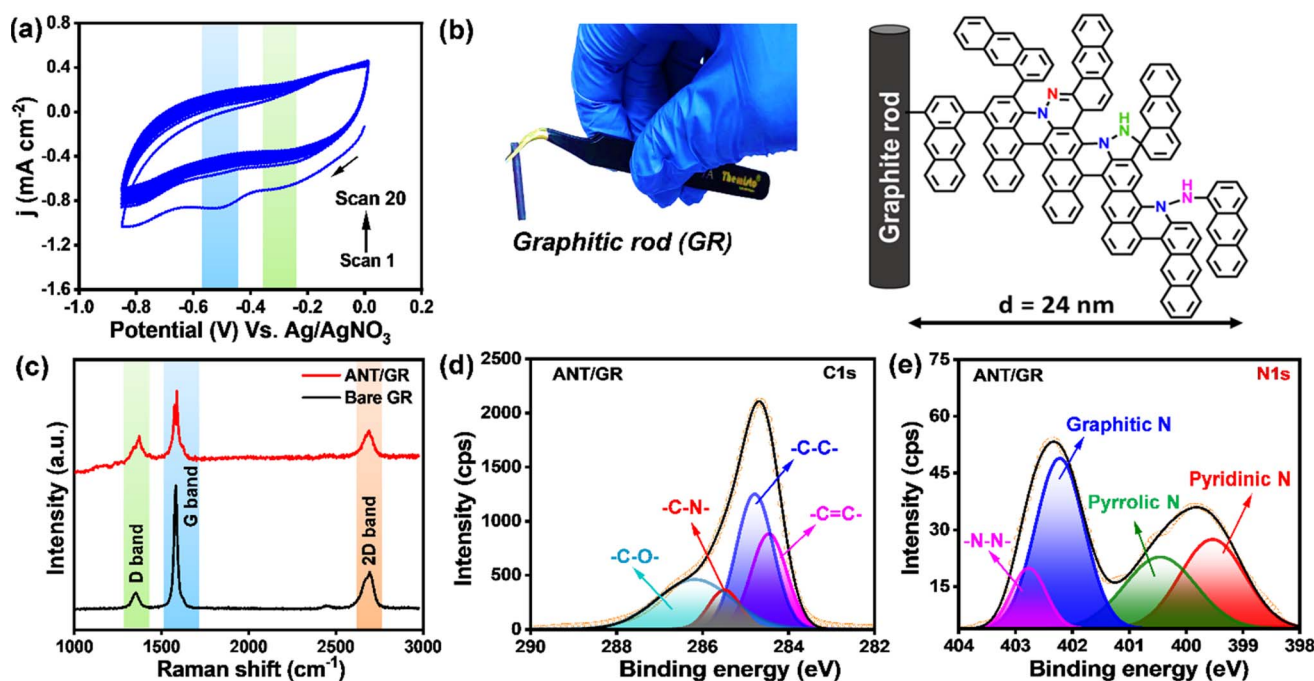 (a)
j (mA cm-2)
0.8
0.4
0.0
-0.4
-0.8
-1.2
-1.6
Scan 20
Scan 1
-1.0 -0.8 -0.6 -0.4 -0.2 0.0 0.2
Potential (V) Vs. Ag/AgNO3
(b)
Themisto®
Graphitic rod (GR)
Graphite rod
N
N
H
N
N
H
N
N
d = 24 nm
(c)
Intensity (a.u.)
ANT/GR
Bare GR
D band
G band
2D band
1000 1500 2000 2500 3000
Raman shift (cm-1)
(d)
ANT/GR
C1s
Intensity (cps)
2500
2000
1500
1000
500
0
-C-C-
-C-N-
-C=C-
-C-O-
290 288 286 284 282
Binding energy (eV)
(e)
ANT/GR
N1s
Intensity (cps)
75
60
45
30
15
Graphitic N
Pyridinic N
Pyrrolic N
-N-N-
404 403 402 401 400 399 398
Binding energy (eV)